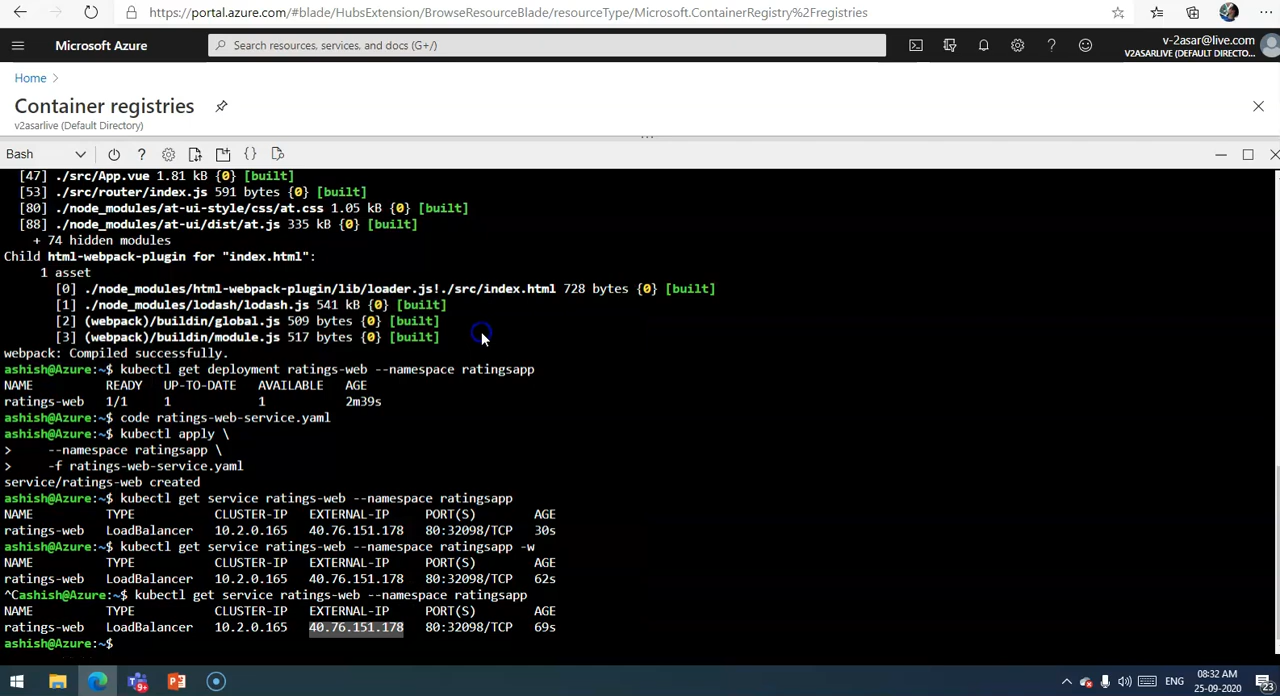 https://portal.azure.com/#blade/HubsExtension/BrowseResourceBlade/resourceType/Microsoft.ContainerRegistry%2Fregistries
Microsoft Azure
Search resources, services, and docs (G+/)
v-2asar@live.com
V2ASARLIVE (DEFAULT DIRECTO...
Home >
Container registries
v2asarlive (Default Directory)
Bash
[47] ./src/App.vue 1.81 kB {0} [built]
[53] ./src/router/index.js 591 bytes {0} [built]
[80] ./node_modules/at-ui-style/css/at.css 1.05 kB {0} [built]
[88] ./node_modules/at-ui/dist/at.js 335 kB {0} [built]
+ 74 hidden modules
Child html-webpack-plugin for "index.html":
1 asset
[0] ./node_modules/html-webpack-plugin/lib/loader.js!./src/index.html 728 bytes {0} [built]
[1] ./node_modules/lodash/lodash.js 541 kB {0} [built]
[2] (webpack)/buildin/global.js 509 bytes {0} [built]
[3] (webpack)/buildin/module.js 517 bytes {0} [built]
webpack: Compiled successfully.
ashish@Azure:~$ kubectl get deployment ratings-web --namespace ratingsapp
NAME READY UP-TO-DATE AVAILABLE AGE
ratings-web 1/1 1 1 2m39s
ashish@Azure:~$ code ratings-web-service.yaml
ashish@Azure:~$ kubectl apply \
> --namespace ratingsapp \
> -f ratings-web-service.yaml
service/ratings-web created
ashish@Azure:~$ kubectl get service ratings-web --namespace ratingsapp
NAME TYPE CLUSTER-IP EXTERNAL-IP PORT(S) AGE
ratings-web LoadBalancer 10.2.0.165 40.76.151.178 80:32098/TCP 30s
ashish@Azure:~$ kubectl get service ratings-web --namespace ratingsapp -w
NAME TYPE CLUSTER-IP EXTERNAL-IP PORT(S) AGE
ratings-web LoadBalancer 10.2.0.165 40.76.151.178 80:32098/TCP 62s
^Cashish@Azure:~$ kubectl get service ratings-web --namespace ratingsapp
NAME TYPE CLUSTER-IP EXTERNAL-IP PORT(S) AGE
ratings-web LoadBalancer 10.2.0.165 40.76.151.178 80:32098/TCP 69s
ashish@Azure:~$
ENG
08:32 AM
25-09-2020
23